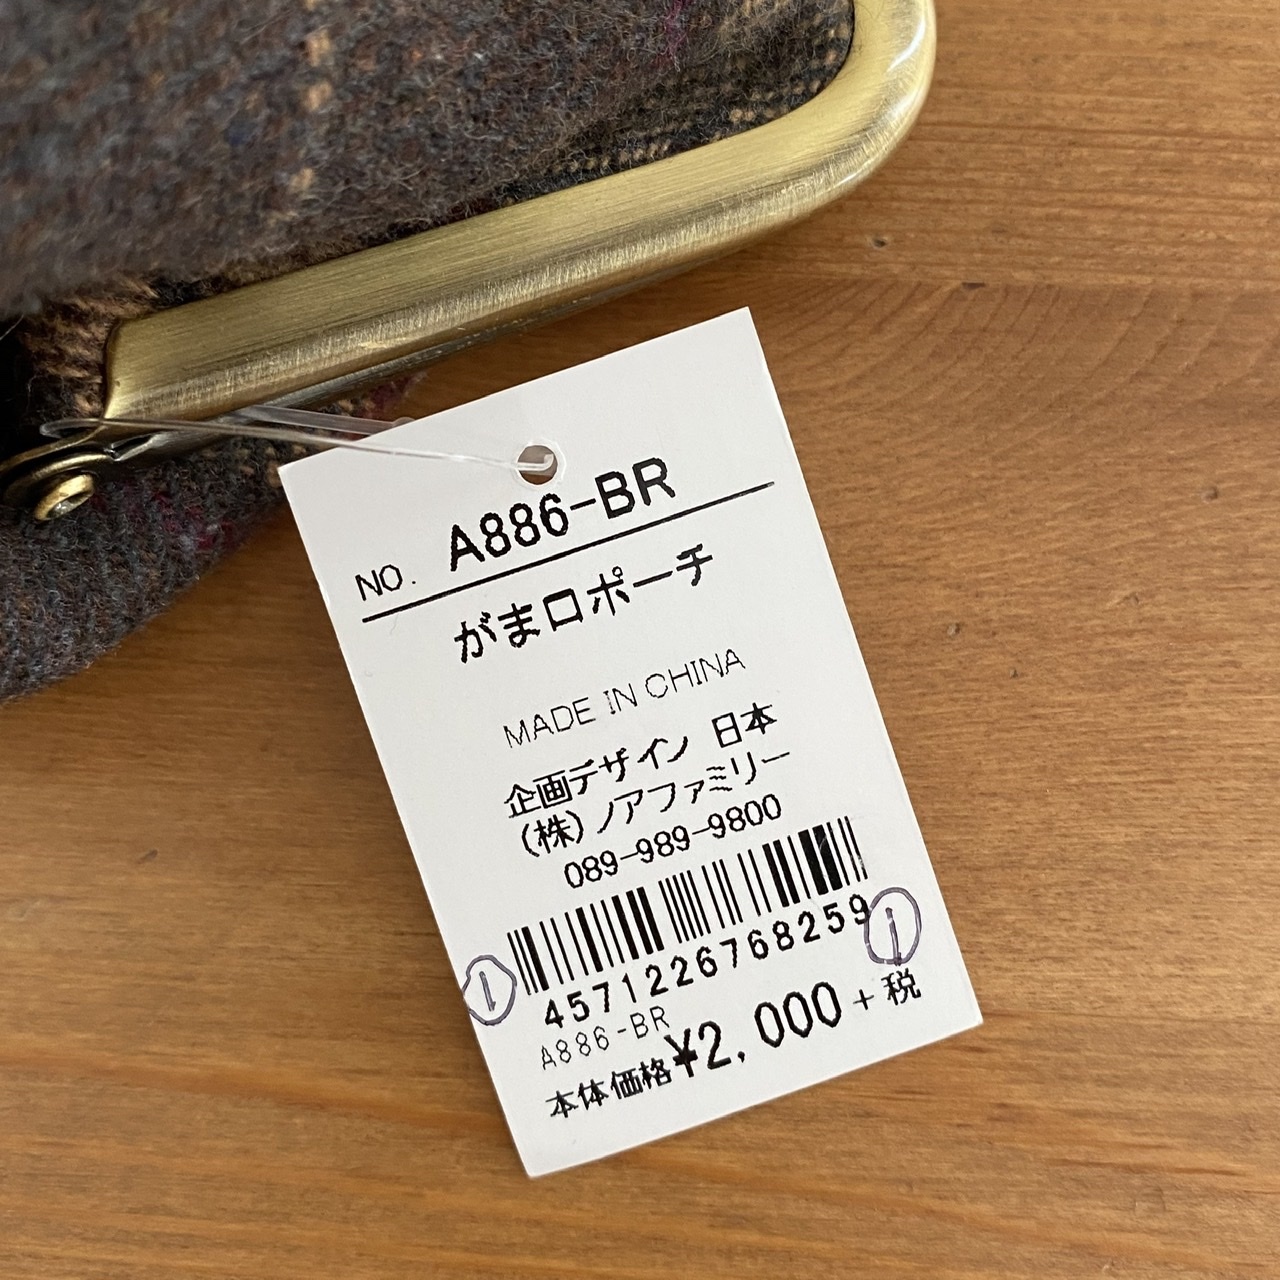 NO. A886-BR
がま口ポーチ
MADE IN CHINA
企画デザイン 日本
(株)ノアファミリー
089-989-9800
① ①
4571226768259
A886-BR
本体価格¥2,000+税